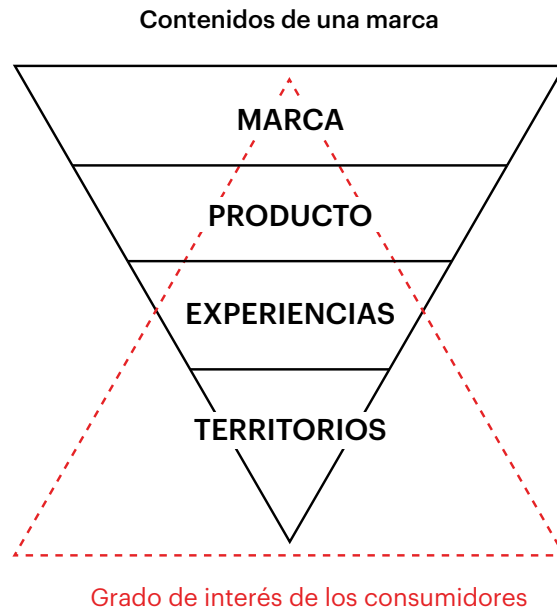 Contenidos de una marca
MARCA
PRODUCTO
EXPERIENCIAS
TERRITORIOS
Grado de interés de los consumidores